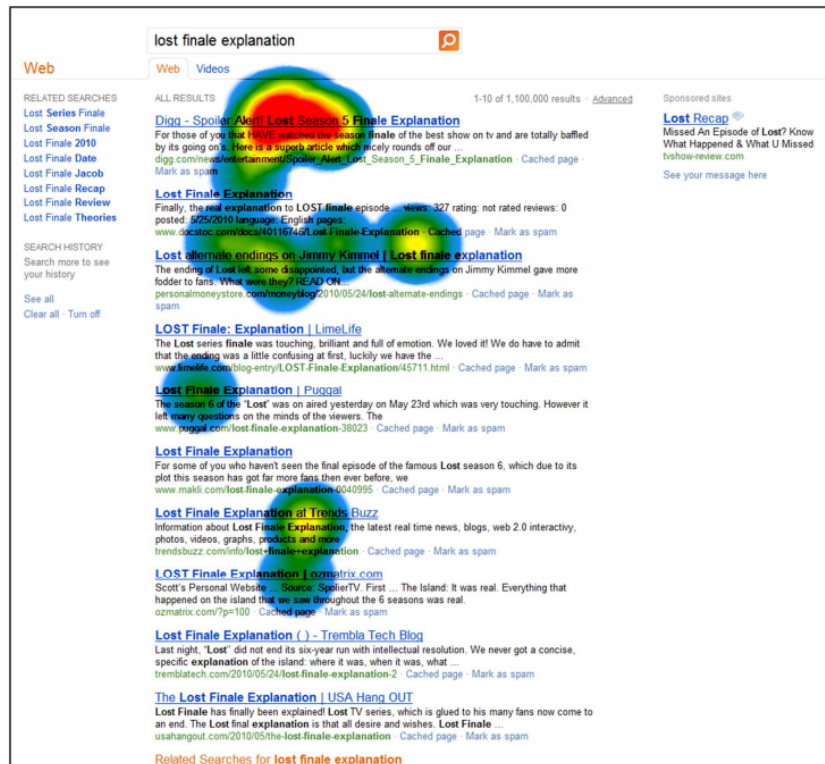 lost finale explanation
Web
Web Videos
RELATED SEARCHES
Lost Series Finale
Lost Season Finale
Lost Finale 2010
Lost Finale Date
Lost Finale Jacob
Lost Finale Recap
Lost Finale Review
Lost Finale Theories
SEARCH HISTORY
Search more to see
your history
See all
Clear all · Turn off
ALL RESULTS 1-10 of 1,100,000 results · Advanced
Digg - Spoiler Alert! Lost Season 5 Finale Explanation
For those of you that HAVE watched the season finale of the best show on tv and are totally baffled
by its going on's. Here is a superb article which nicely rounds off our ...
digg.com/news/entertainment/Spoiler_Alert_Lost_Season_5_Finale_Explanation · Cached page ·
Mark as spam
Lost Finale Explanation
Finally, the real explanation to LOST finale episode ... views: 327 rating: not rated reviews: 0
posted: 5/25/2010 language: English pages:
www.docstoc.com/docs/40116746/Lost-Finale-Explanation · Cached page · Mark as spam
Lost alternate endings on Jimmy Kimmel | Lost finale explanation
The ending of Lost left some disappointed, but the alternate endings on Jimmy Kimmel gave more
fodder to fans. What were they? READ ON...
personalmoneystore.com/moneyblog/2010/05/24/lost-alternate-endings · Cached page · Mark as
spam
LOST Finale: Explanation | LimeLife
The Lost series finale was touching, brilliant and full of emotion. We loved it! We do have to admit
that the ending was a little confusing at first, luckily we have the ...
www.limelife.com/blog-entry/LOST-Finale-Explanation/45711.html · Cached page · Mark as spam
Lost Finale Explanation | Puggal
The season 6 of the "Lost" was on aired yesterday on May 23rd which was very touching. However it
left many questions on the minds of the viewers. The
www.puggal.com/lost-finale-explanation-38023 · Cached page · Mark as spam
Lost Finale Explanation
For some of you who haven't seen the final episode of the famous Lost season 6, which due to its
plot this season has got far more fans then ever before, we
www.makli.com/lost-finale-explanation-0040995 · Cached page · Mark as spam
Lost Finale Explanation at Trends Buzz
Information about Lost Finale Explanation, the latest real time news, blogs, web 2.0 interactivy,
photos, videos, graphs, products and more
trendsbuzz.com/info/lost+finale+explanation · Cached page · Mark as spam
LOST Finale Explanation | ozmatrix.com
Scott's Personal Website ... Source: SpolierTV. First ... The Island: It was real. Everything that
happened on the island that we saw throughout the 6 seasons was real.
ozmatrix.com/?p=100 · Cached page · Mark as spam
Lost Finale Explanation ( ) - Trembla Tech Blog
Last night, "Lost" did not end its six-year run with intellectual resolution. We never got a concise,
specific explanation of the island: where it was, when it was, what ...
tremblatech.com/2010/05/24/lost-finale-explanation-2 · Cached page · Mark as spam
The Lost Finale Explanation | USA Hang OUT
Lost Finale has finally been explained! Lost TV series, which is glued to his many fans now come to
an end. The Lost final explanation is that all desire and wishes. Lost Finale ...
usahangout.com/2010/05/the-lost-finale-explanation · Cached page · Mark as spam
Related Searches for lost finale explanation
Sponsored sites
Lost Recap
Missed An Episode of Lost? Know
What Happened & What U Missed
tvshow-review.com
See your message here